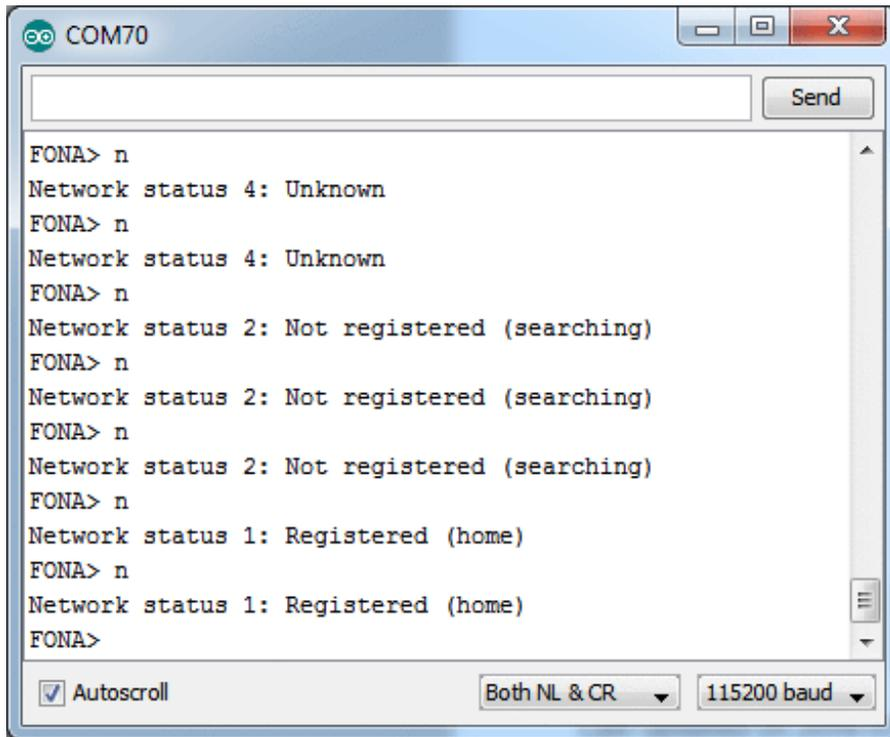 COM70
Send
FONA> n
Network status 4: Unknown
FONA> n
Network status 4: Unknown
FONA> n
Network status 2: Not registered (searching)
FONA> n
Network status 2: Not registered (searching)
FONA> n
Network status 2: Not registered (searching)
FONA> n
Network status 1: Registered (home)
FONA> n
Network status 1: Registered (home)
FONA>
Autoscroll
Both NL & CR
115200 baud